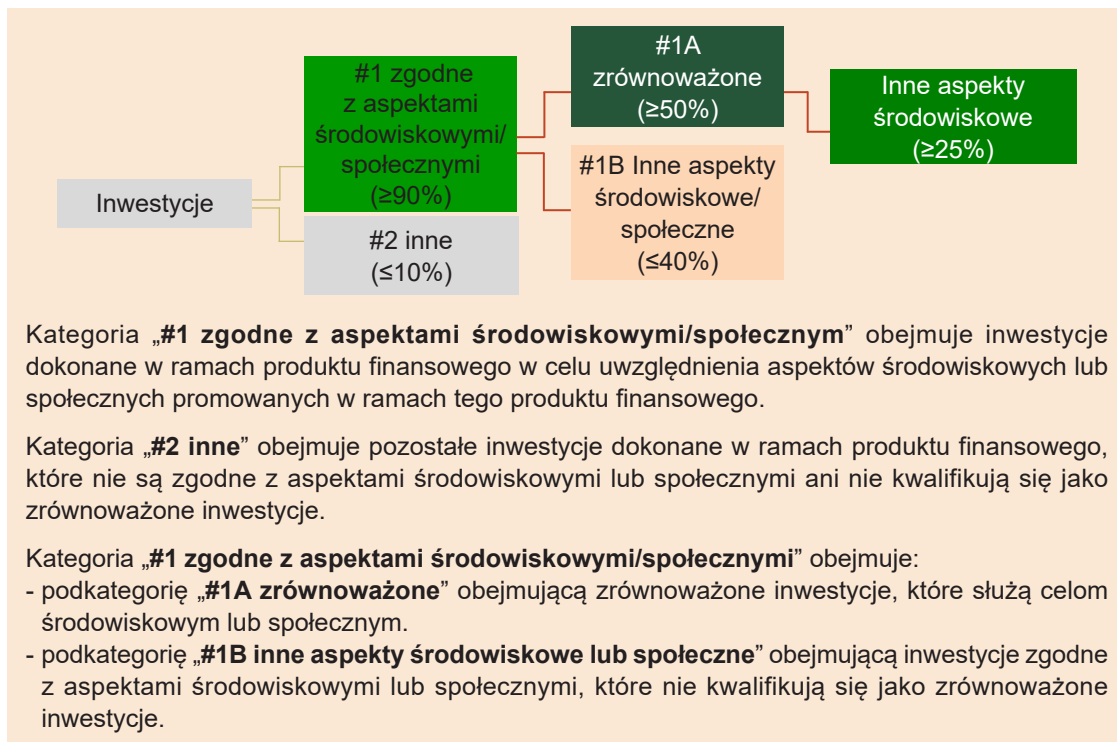 Inwestycje
#1 zgodne
z aspektami
środowiskowymi/
społecznymi
(≥90%)
#2 inne
(≤10%)
#1A
zrównoważone
(≥50%)
#1B Inne aspekty
środowiskowe/
społeczne
(≤40%)
Inne aspekty
środowiskowe
(≥25%)
Kategoria „#1 zgodne z aspektami środowiskowymi/społecznym” obejmuje inwestycje
dokonane w ramach produktu finansowego w celu uwzględnienia aspektów środowiskowych lub
społecznych promowanych w ramach tego produktu finansowego.
Kategoria „#2 inne” obejmuje pozostałe inwestycje dokonane w ramach produktu finansowego,
które nie są zgodne z aspektami środowiskowymi lub społecznymi ani nie kwalifikują się jako
zrównoważone inwestycje.
Kategoria „#1 zgodne z aspektami środowiskowymi/społecznymi” obejmuje:
- podkategorię „#1A zrównoważone” obejmującą zrównoważone inwestycje, które służą celom
środowiskowym lub społecznym.
- podkategorię „#1B inne aspekty środowiskowe lub społeczne” obejmującą inwestycje zgodne
z aspektami środowiskowymi lub społecznymi, które nie kwalifikują się jako zrównoważone
inwestycje.